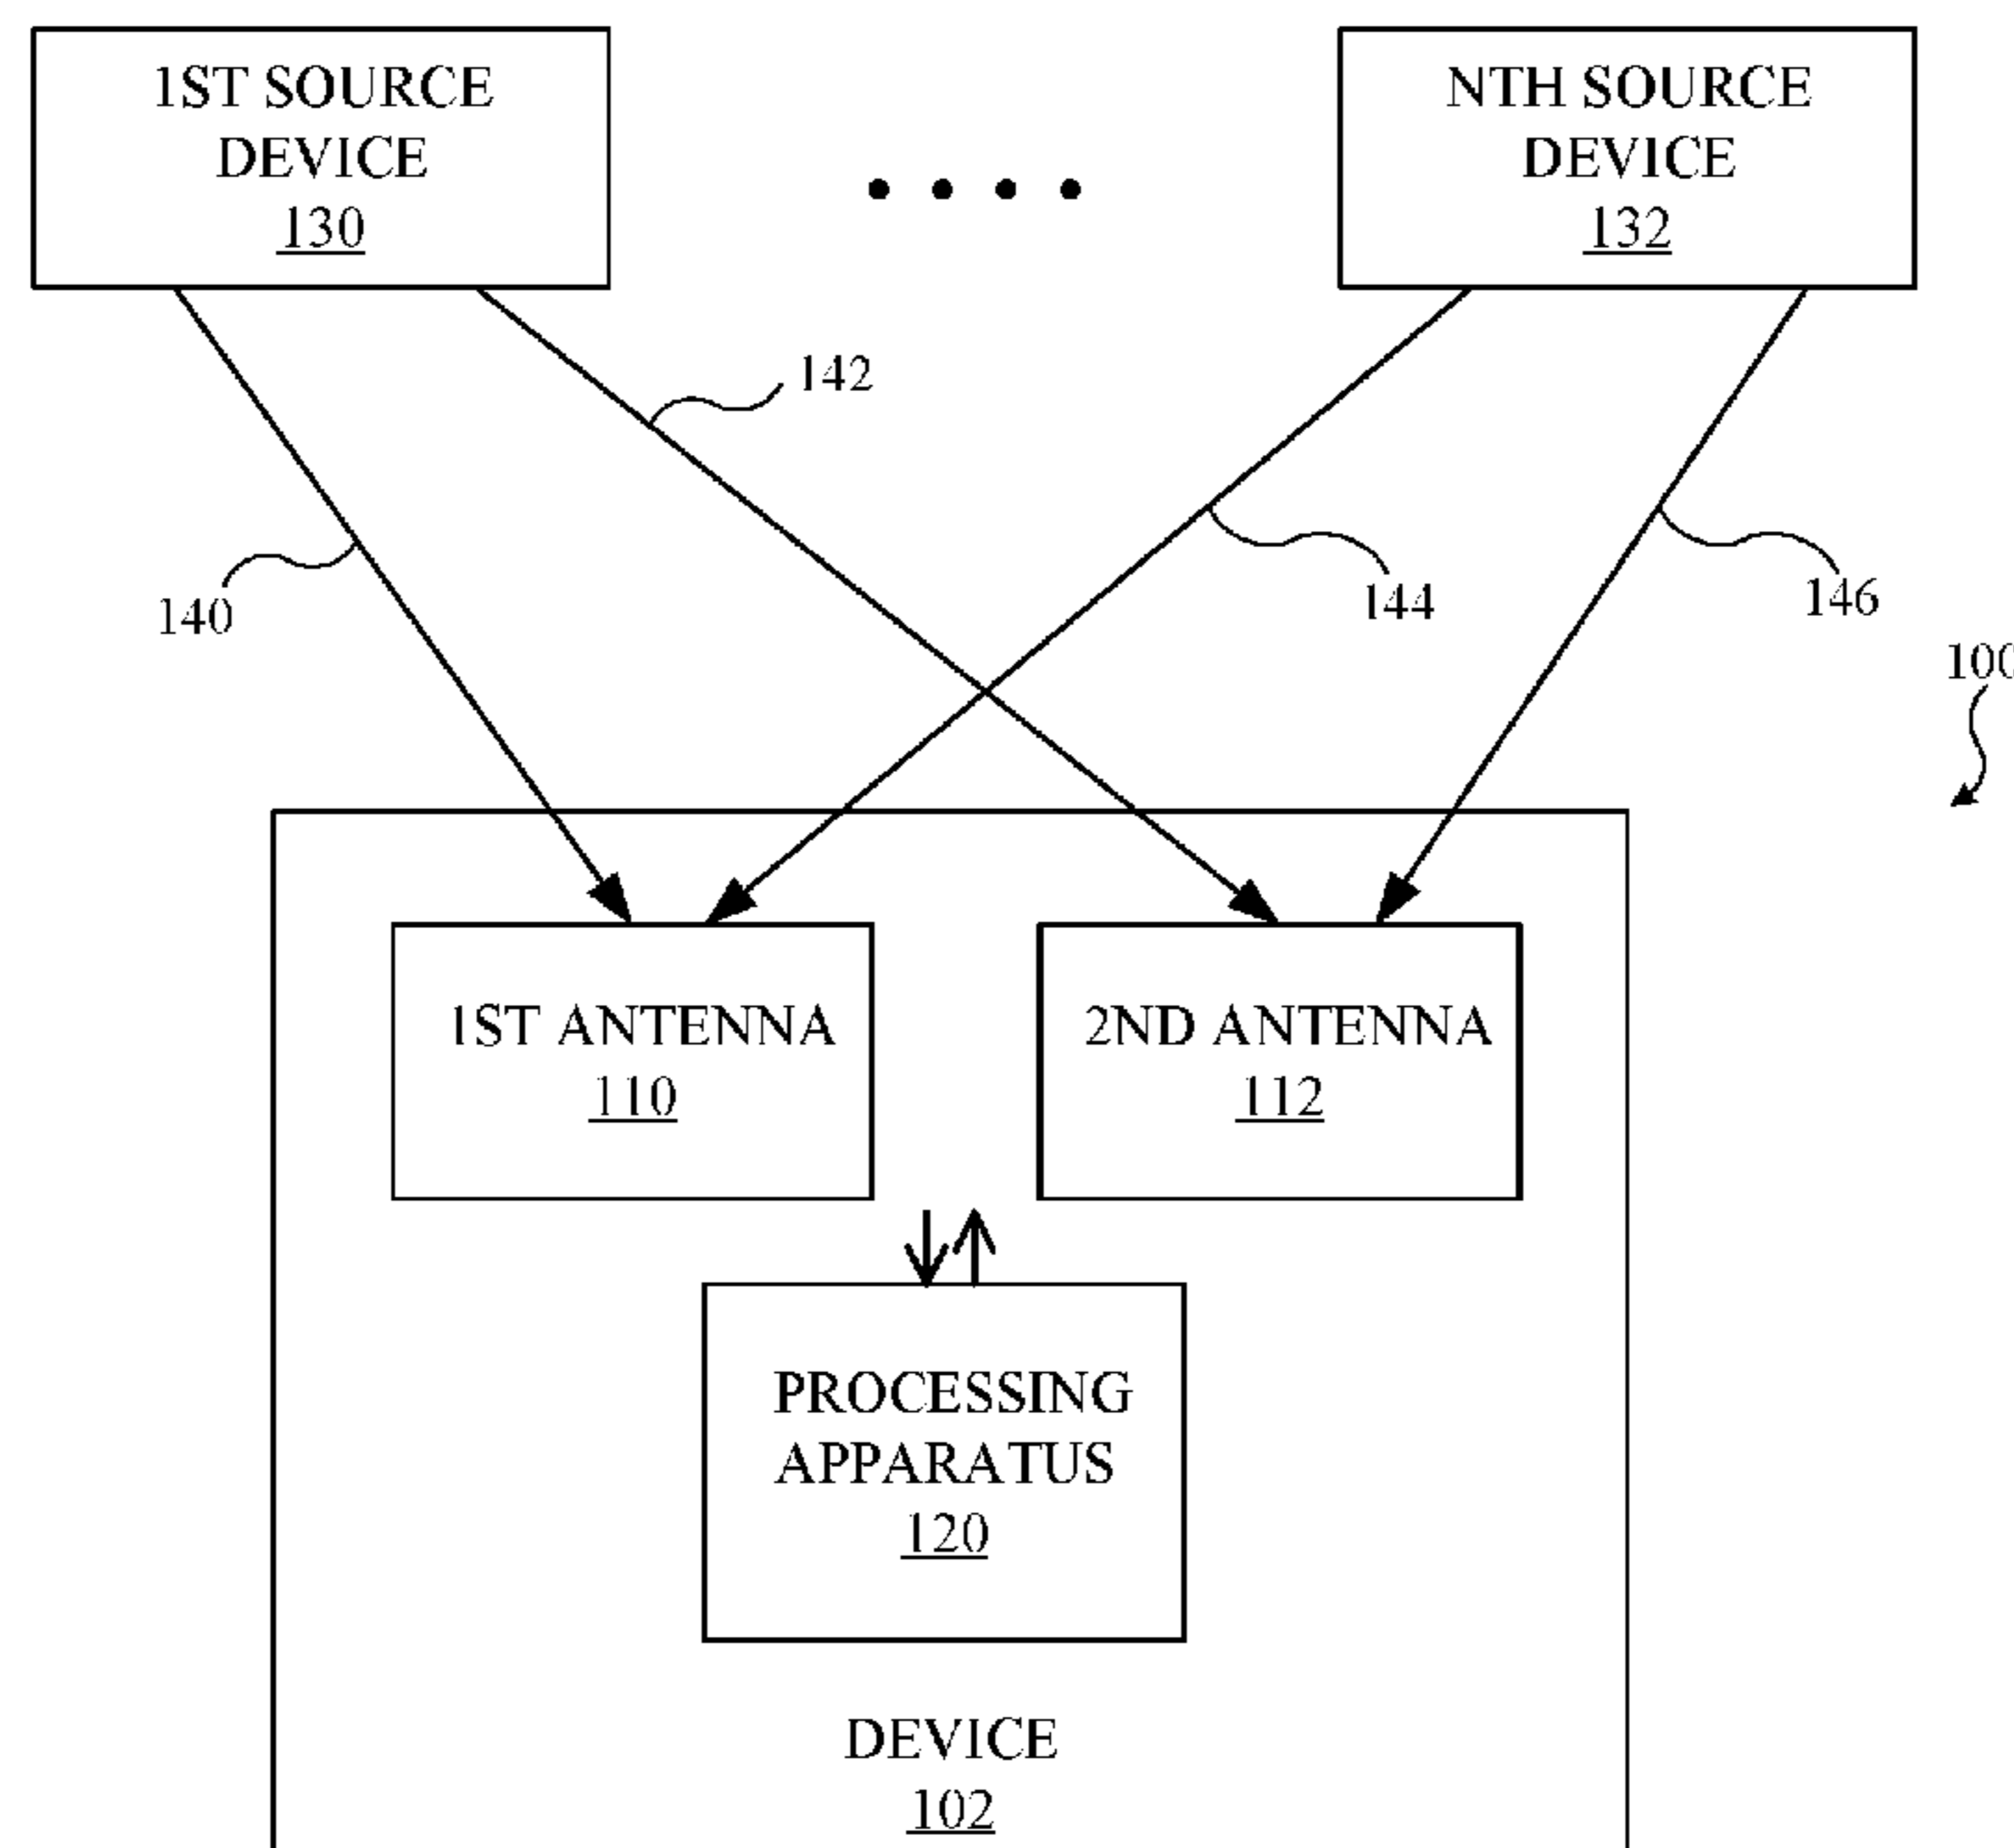 1ST SOURCE
DEVICE
130
NTH SOURCE
DEVICE
132
142
140
144
146
100
1ST ANTENNA
110
2ND ANTENNA
112
PROCESSING
APPARATUS
120
DEVICE
102